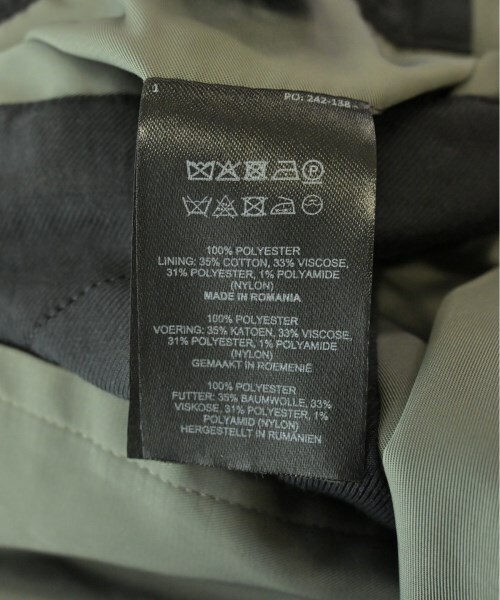 1
PO: 242-138
100% POLYESTER
LINING: 35% COTTON, 33% VISCOSE,
31% POLYESTER, 1% POLYAMIDE
(NYLON)
MADE IN ROMANIA
100% POLYESTER
VOERING: 35% KATOEN, 33% VISCOSE,
31% POLYESTER, 1% POLYAMIDE
(NYLON)
GEMAAKT IN ROEMENIË
100% POLYESTER
FUTTER: 35% BAUMWOLLE, 33%
VISKOSE, 31% POLYESTER, 1%
POLYAMID (NYLON)
HERGESTELLT IN RUMÄNIEN